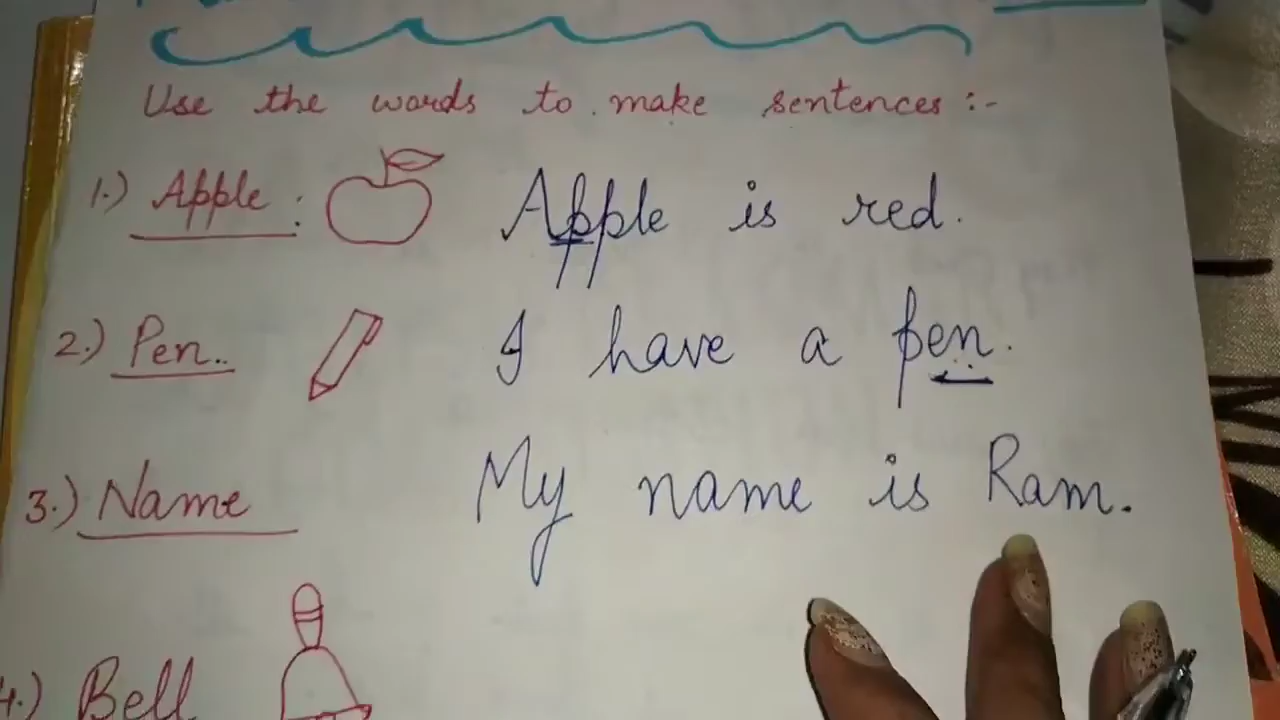 Use the words to make sentences :-
1.) Apple : Apple is red.
2.) Pen.. I have a pen.
3.) Name My name is Ram.
4.) Bell